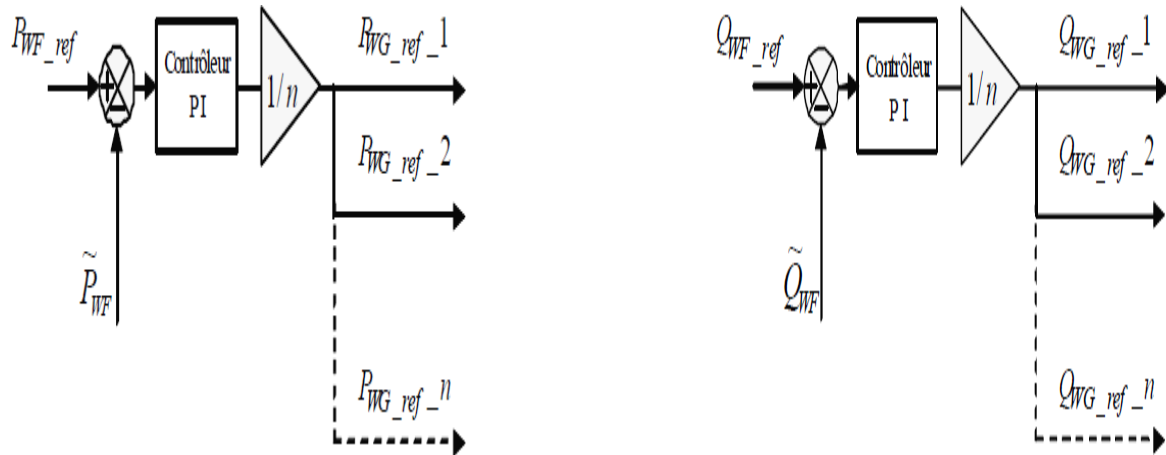 P_WF_ref
Contrôleur
PI
1/n
P_WG_ref_1
P_WG_ref_2
P̃_WF
P_WG_ref_n
Q_WF_ref
Contrôleur
PI
1/n
Q_WG_ref_1
Q_WG_ref_2
Q̃_WF
Q_WG_ref_n